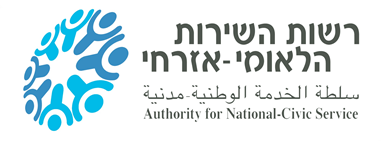 רשות השירות
הלאומי-אזרחי
سلطة الخدمة الوطنية-مدنية
Authority for National-Civic Service